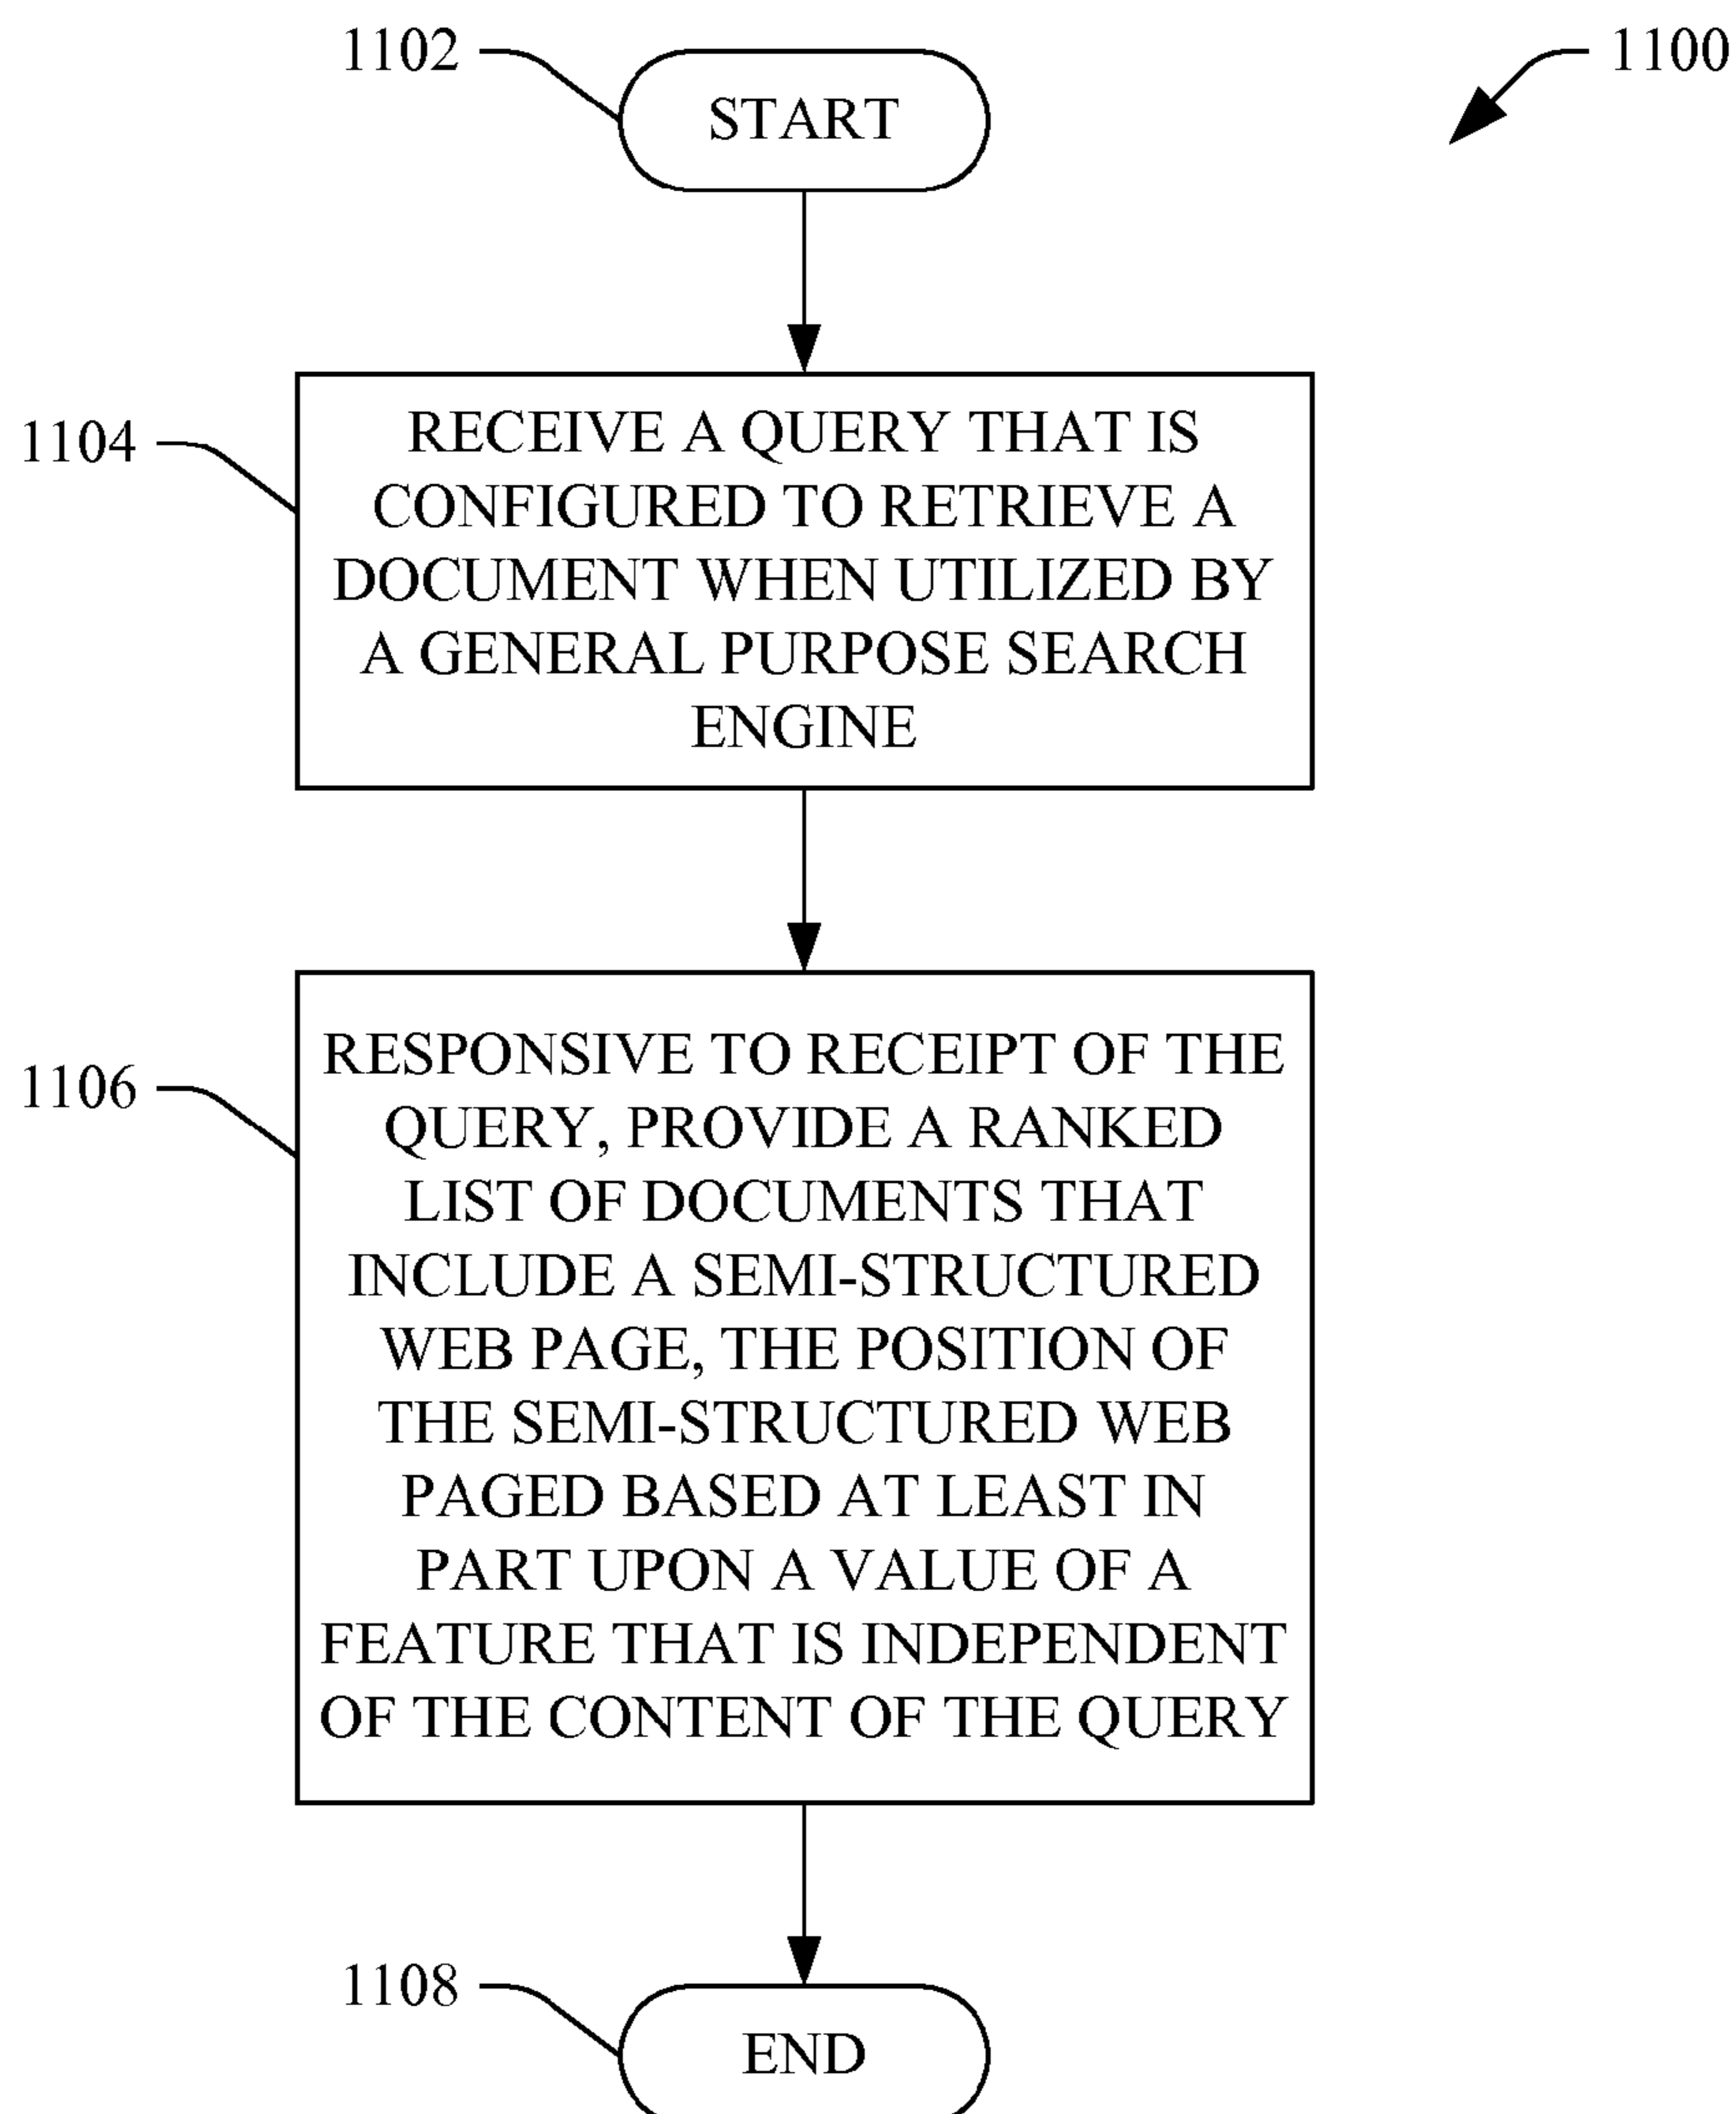 1102
START
1100
1104
RECEIVE A QUERY THAT IS
CONFIGURED TO RETRIEVE A
DOCUMENT WHEN UTILIZED BY
A GENERAL PURPOSE SEARCH
ENGINE
1106
RESPONSIVE TO RECEIPT OF THE
QUERY, PROVIDE A RANKED
LIST OF DOCUMENTS THAT
INCLUDE A SEMI-STRUCTURED
WEB PAGE, THE POSITION OF
THE SEMI-STRUCTURED WEB
PAGED BASED AT LEAST IN
PART UPON A VALUE OF A
FEATURE THAT IS INDEPENDENT
OF THE CONTENT OF THE QUERY
1108
END